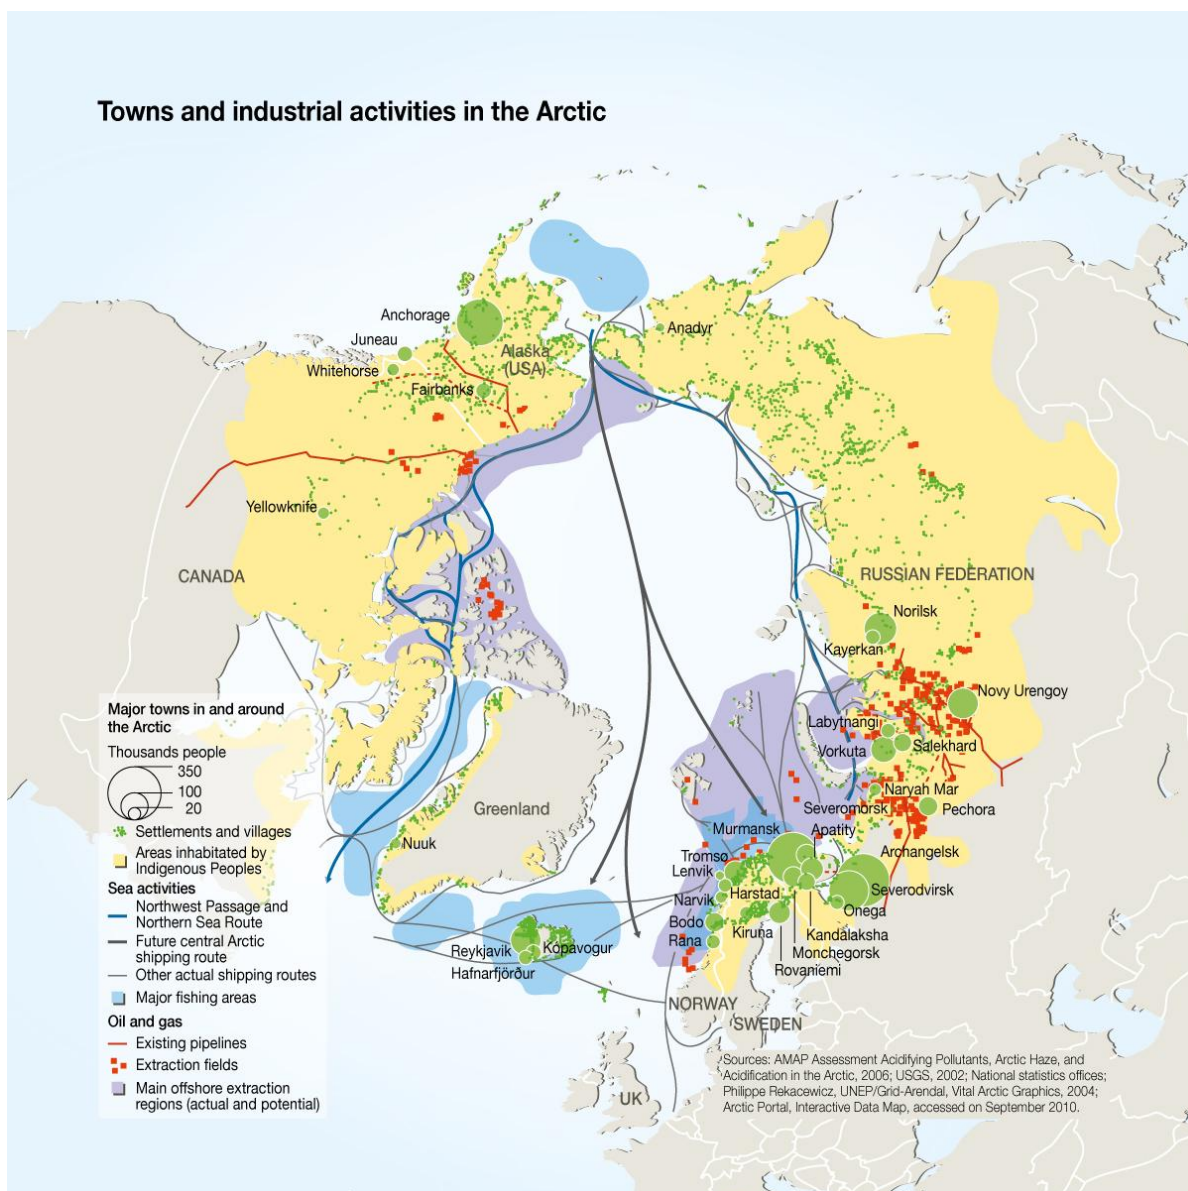 Towns and industrial activities in the Arctic
Anchorage
Juneau
Whitehorse
Alaska
(USA)
Fairbanks
Anadyr
Yellowknife
CANADA
RUSSIAN FEDERATION
Norilsk
Kayerkan
Novy Urengoy
Labytnangi
Salekhard
Vorkuta
Naryah Mar
Severomorsk
Pechora
Murmansk
Apatity
Archangelsk
Tromsø
Lenvik
Harstad
Severodvirsk
Narvik
Onega
Bodo
Kiruna
Kandalaksha
Rana
Monchegorsk
Rovaniemi
Greenland
Nuuk
Reykjavik
Kópavogur
Hafnarfjörður
NORWAY
SWEDEN
UK
Major towns in and around
the Arctic
Thousands people
350
100
20
Settlements and villages
Areas inhabitated by
Indigenous Peoples
Sea activities
Northwest Passage and
Northern Sea Route
Future central Arctic
shipping route
Other actual shipping routes
Major fishing areas
Oil and gas
Existing pipelines
Extraction fields
Main offshore extraction
regions (actual and potential)
Sources: AMAP Assessment Acidifying Pollutants, Arctic Haze, and
Acidification in the Arctic, 2006; USGS, 2002; National statistics offices;
Philippe Rekacewicz, UNEP/Grid-Arendal, Vital Arctic Graphics, 2004;
Arctic Portal, Interactive Data Map, accessed on September 2010.